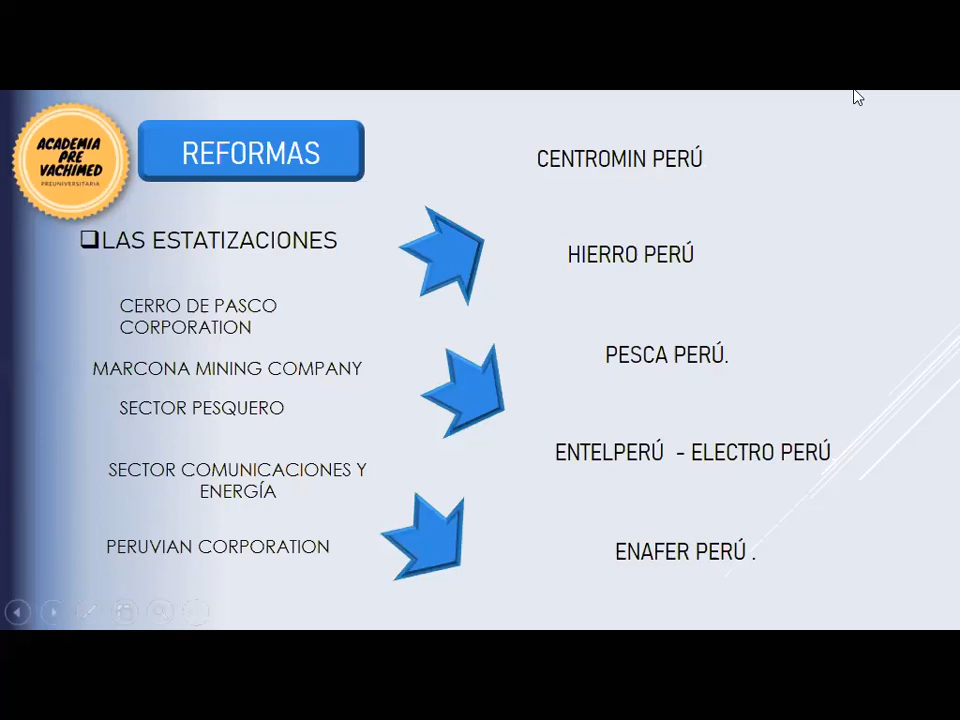 ACADEMIA
PRE
VACHIMED
PREUNIVERSITARIA
REFORMAS
❑LAS ESTATIZACIONES
CERRO DE PASCO
CORPORATION
MARCONA MINING COMPANY
SECTOR PESQUERO
SECTOR COMUNICACIONES Y
ENERGÍA
PERUVIAN CORPORATION
CENTROMIN PERÚ
HIERRO PERÚ
PESCA PERÚ.
ENTELPERÚ - ELECTRO PERÚ
ENAFER PERÚ .